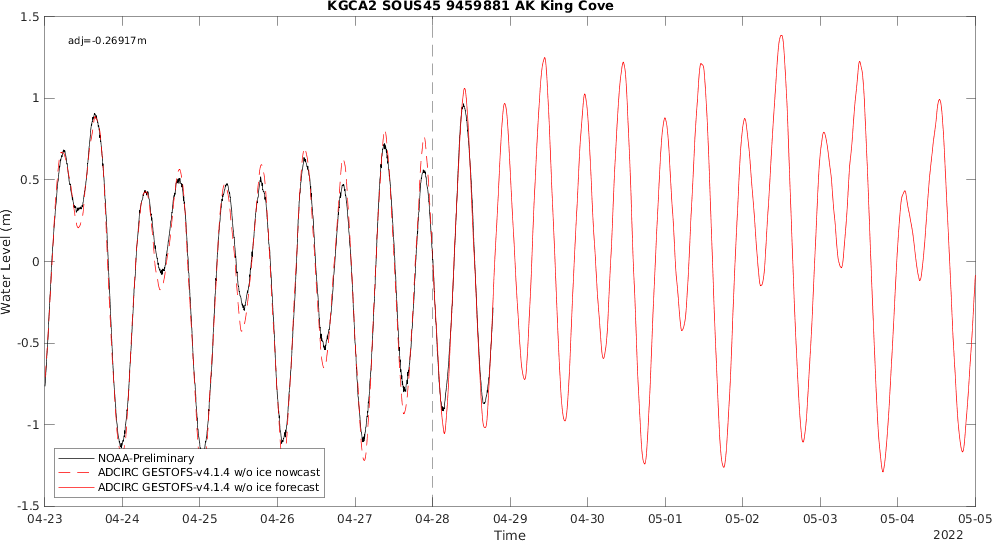 KGCA2 SOUS45 9459881 AK King Cove
adj=-0.26917m
1.5
1
0.5
0
-0.5
-1
-1.5
Water Level (m)
NOAA-Preliminary
ADCIRC GESTOFS-v4.1.4 w/o ice nowcast
ADCIRC GESTOFS-v4.1.4 w/o ice forecast
04-23 04-24 04-25 04-26 04-27 04-28 04-29 04-30 05-01 05-02 05-03 05-04 05-05
Time
2022